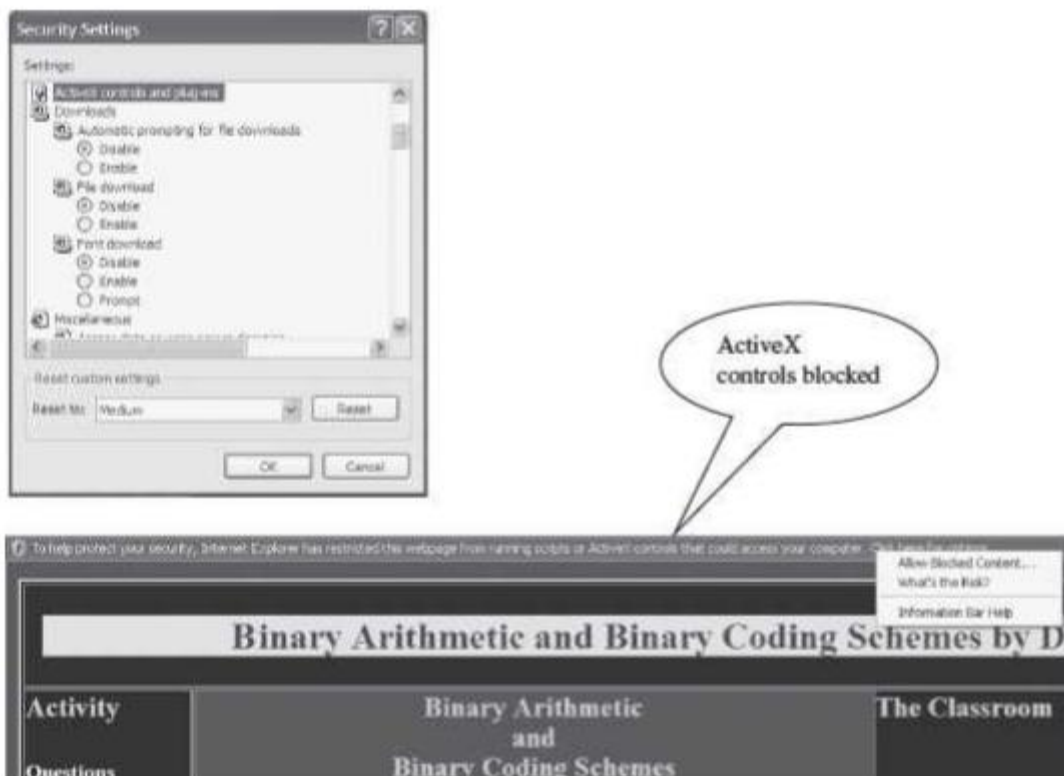 Security Settings
Settings:
ActiveX controls and plug-ins
Downloads
Automatic prompting for file downloads
Disable
Enable
File download
Disable
Enable
Font download
Disable
Enable
Prompt
Miscellaneous
Reset custom settings
Reset to: Medium Reset
OK Cancel
ActiveX
controls blocked
To help protect your security, Internet Explorer has restricted this webpage from running scripts or ActiveX controls that could access your computer.
Allow Blocked Content...
What's the Risk?
Information Bar Help
Binary Arithmetic and Binary Coding Schemes by D
Activity
Binary Arithmetic
and
Binary Coding Schemes
The Classroom
Questions